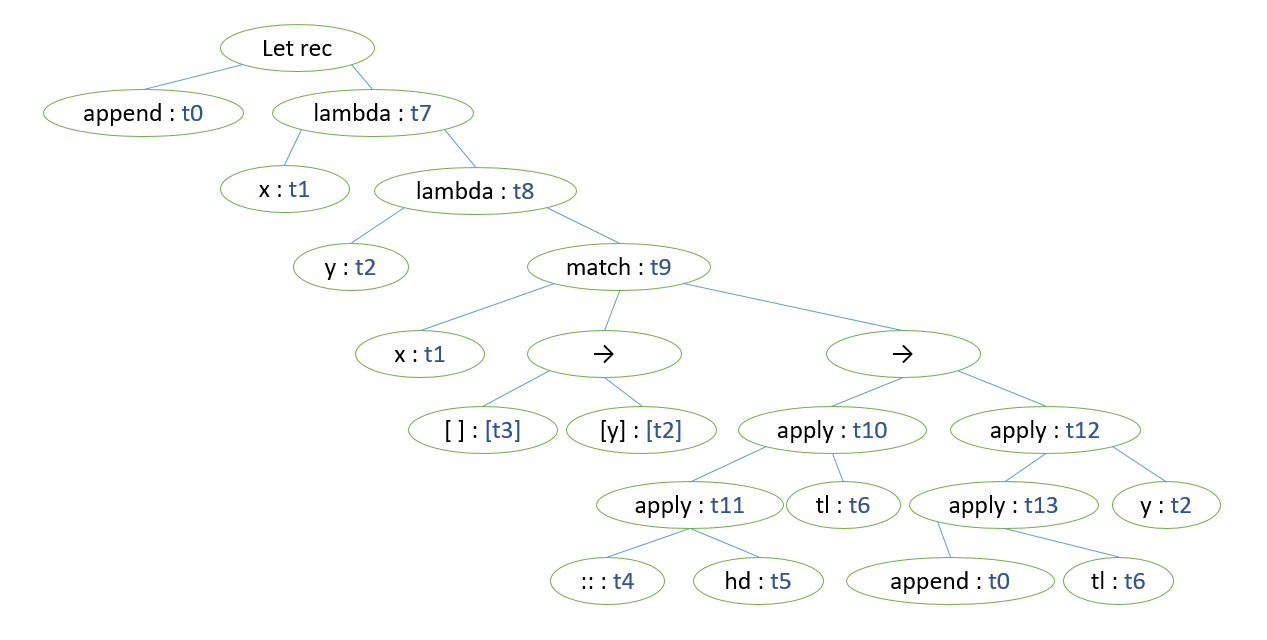 Let rec
append : t0
lambda : t7
x : t1
lambda : t8
y : t2
match : t9
x : t1
→
→
[ ] : [t3]
[y] : [t2]
apply : t10
apply : t12
apply : t11
tl : t6
apply : t13
y : t2
:: : t4
hd : t5
append : t0
tl : t6